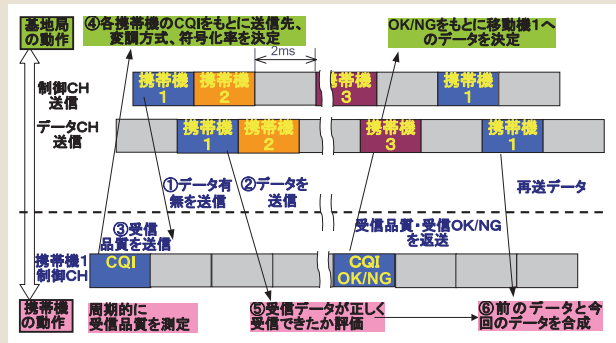 基地局
の動作
④各携帯機のCQIをもとに送信先、
変調方式、符号化率を決定
OK/NGをもとに移動機1へ
のデータを決定
2ms
制御CH
送信
携帯機
1
携帯機
2
携帯機
3
携帯機
1
データCH
送信
携帯機
1
携帯機
2
携帯機
3
携帯機
1
①データ有
無を送信
②データを
送信
再送データ
③受信
品質を送信
受信品質・受信OK/NG
を返送
携帯機1
制御CH
CQI
CQI
OK/NG
携帯機
の動作
周期的に
受信品質を測定
⑤受信データが正しく
受信できたか評価
⑥前のデータと今
回のデータを合成